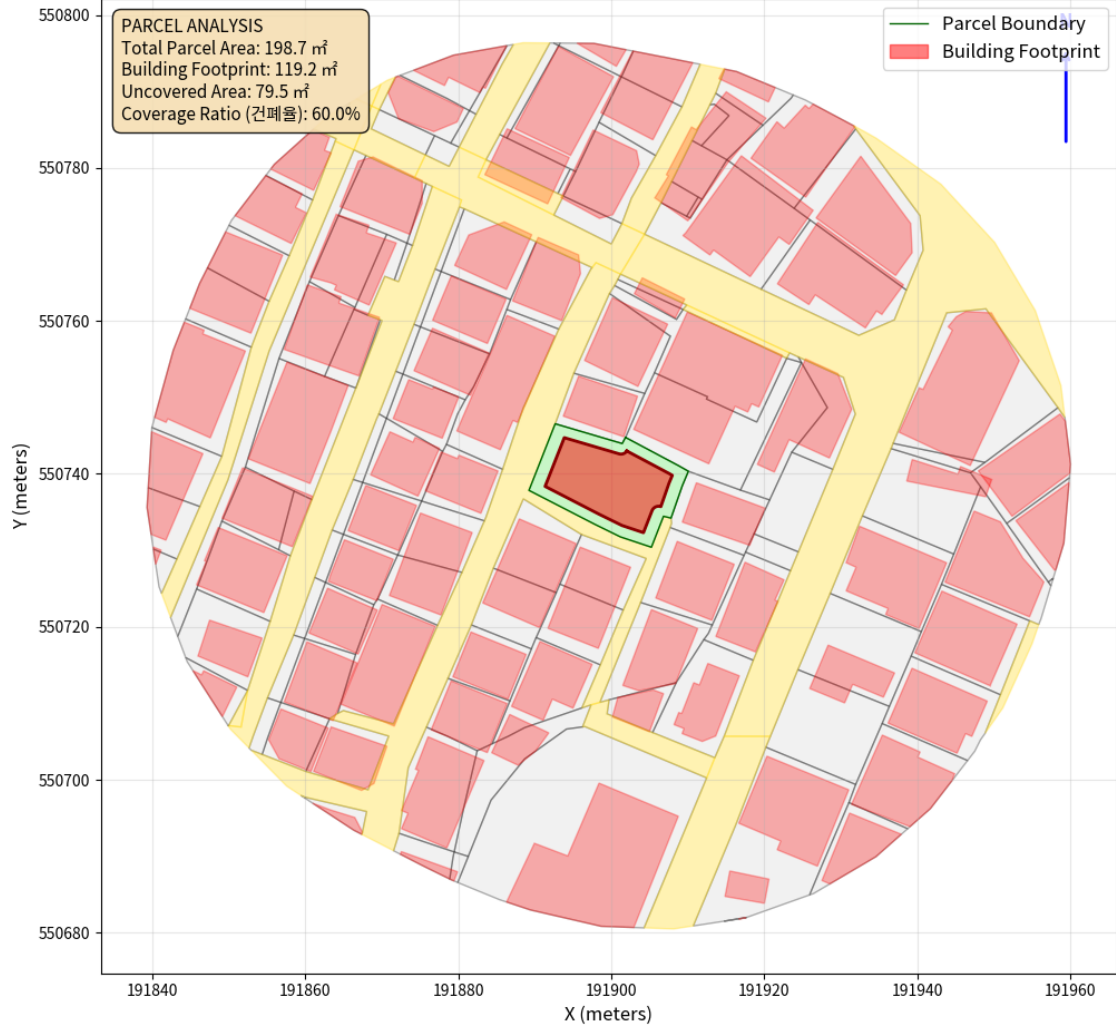 550800
PARCEL ANALYSIS
Total Parcel Area: 198.7 ㎡
Building Footprint: 119.2 ㎡
Uncovered Area: 79.5 ㎡
Coverage Ratio (건폐율): 60.0%
Parcel Boundary
Building Footprint
N
550780
550760
550740
550720
550700
550680
Y (meters)
191840 191860 191880 191900 191920 191940 191960
X (meters)